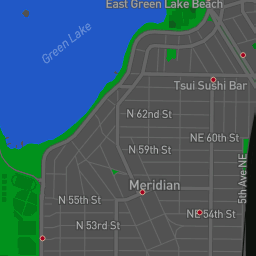 East Green Lake Beach
Green Lake
Tsui Sushi Bar
N 62nd St
NE 60th St
N 59th St
5th Ave NE
Meridian
N 55th St
NE 54th St
N 53rd St